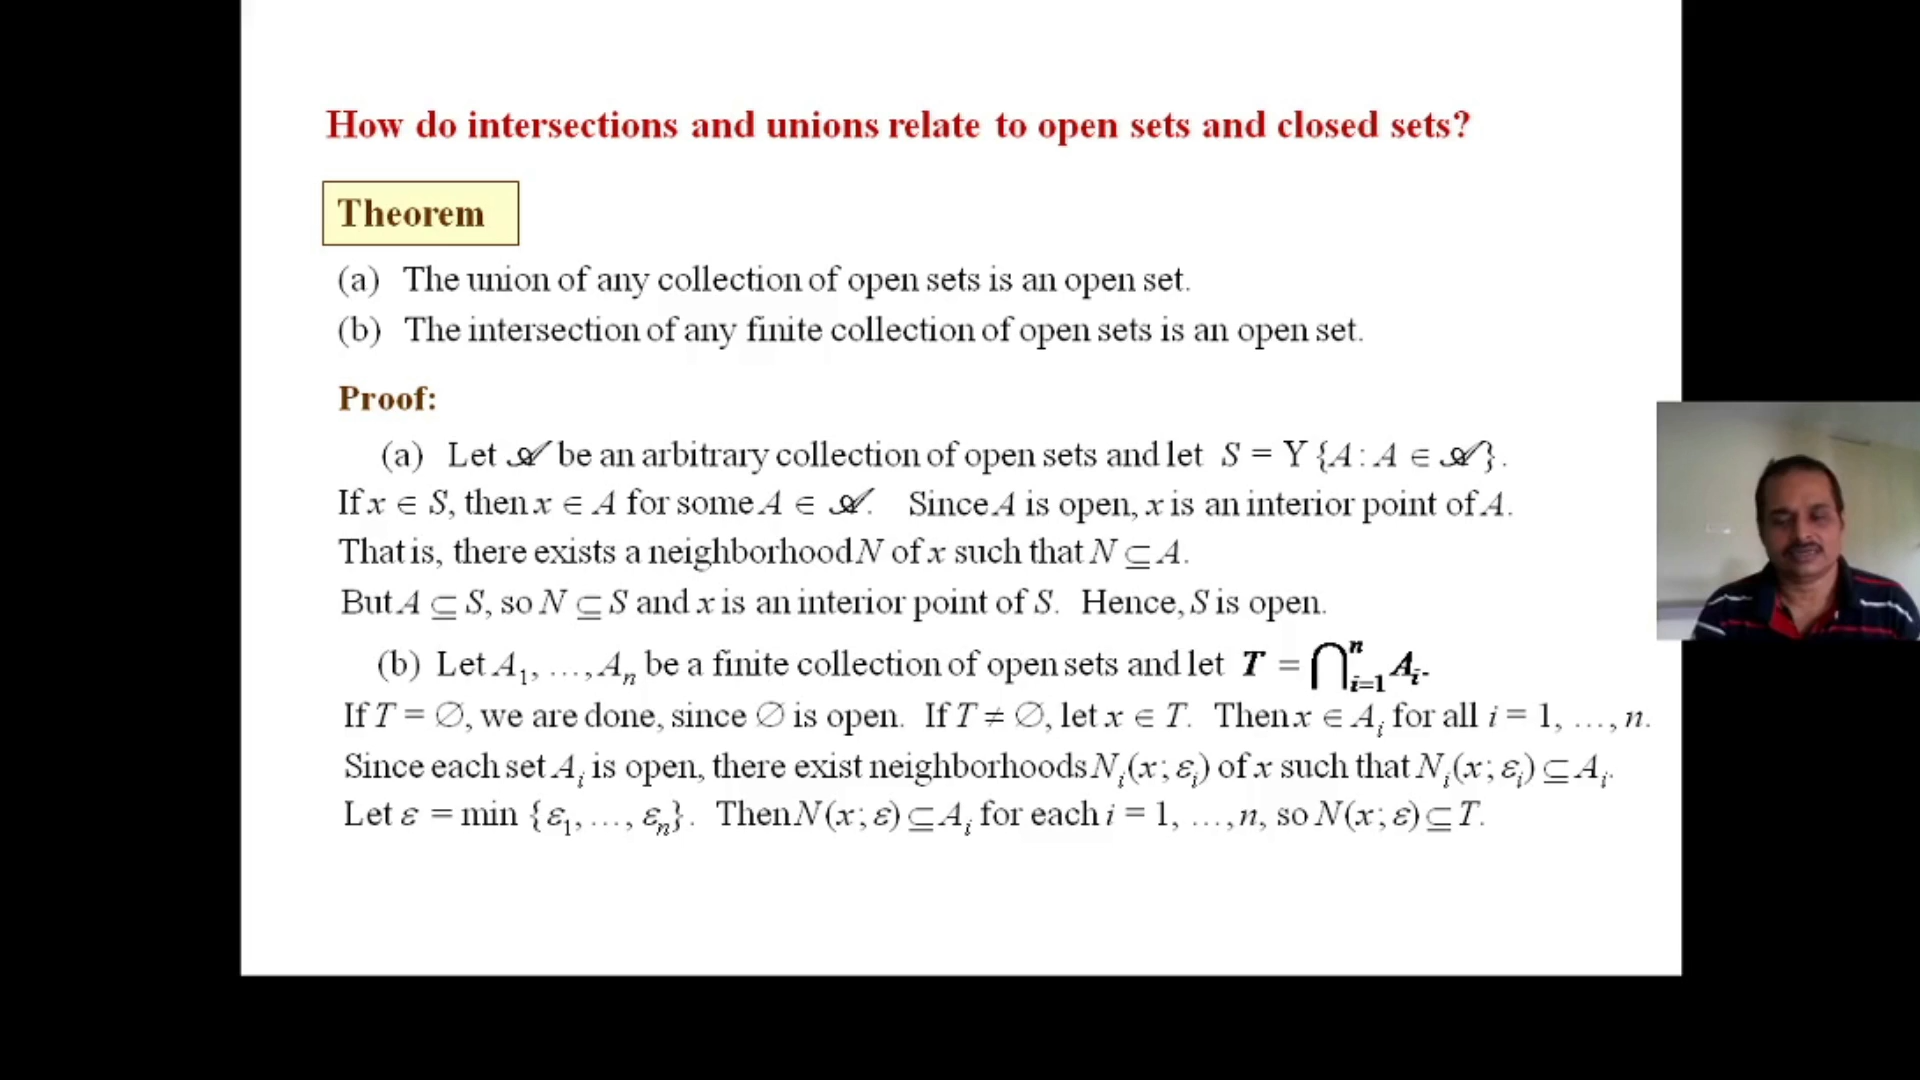 How do intersections and unions relate to open sets and closed sets?
Theorem
(a) The union of any collection of open sets is an open set.
(b) The intersection of any finite collection of open sets is an open set.
Proof:
(a) Let 𝒜 be an arbitrary collection of open sets and let S = Υ {A : A ∈ 𝒜}.
If x ∈ S, then x ∈ A for some A ∈ 𝒜. Since A is open, x is an interior point of A.
That is, there exists a neighborhood N of x such that N ⊆ A.
But A ⊆ S, so N ⊆ S and x is an interior point of S. Hence, S is open.
(b) Let A₁, …, Aₙ be a finite collection of open sets and let T = ⋂ⁿᵢ₌₁ Aᵢ.
If T = ∅, we are done, since ∅ is open. If T ≠ ∅, let x ∈ T. Then x ∈ Aᵢ for all i = 1, …, n.
Since each set Aᵢ is open, there exist neighborhoods Nᵢ(x; εᵢ) of x such that Nᵢ(x; εᵢ) ⊆ Aᵢ.
Let ε = min {ε₁, …, εₙ}. Then N(x; ε) ⊆ Aᵢ for each i = 1, …, n, so N(x; ε) ⊆ T.